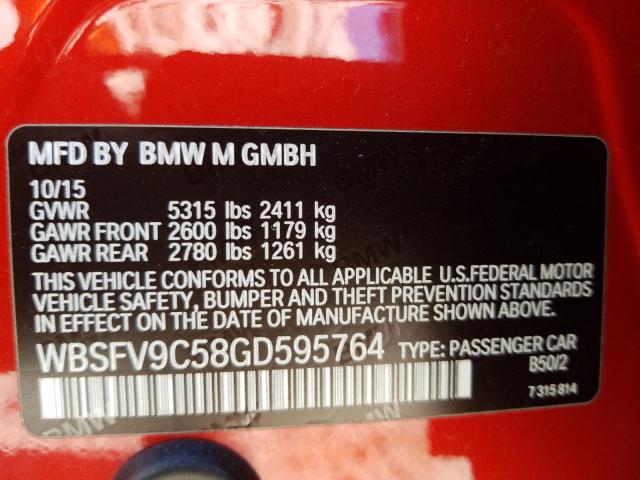 MFD BY BMW M GMBH
10/15
GVWR 5315 lbs 2411 kg
GAWR FRONT 2600 lbs 1179 kg
GAWR REAR 2780 lbs 1261 kg
THIS VEHICLE CONFORMS TO ALL APPLICABLE U.S.FEDERAL MOTOR
VEHICLE SAFETY, BUMPER AND THEFT PREVENTION STANDARDS
IN EFFECT ON THE DATE OF MANUFACTURE SHOWN ABOVE.
WBSFV9C58GD595764 TYPE: PASSENGER CAR
B50/2
7 315 814